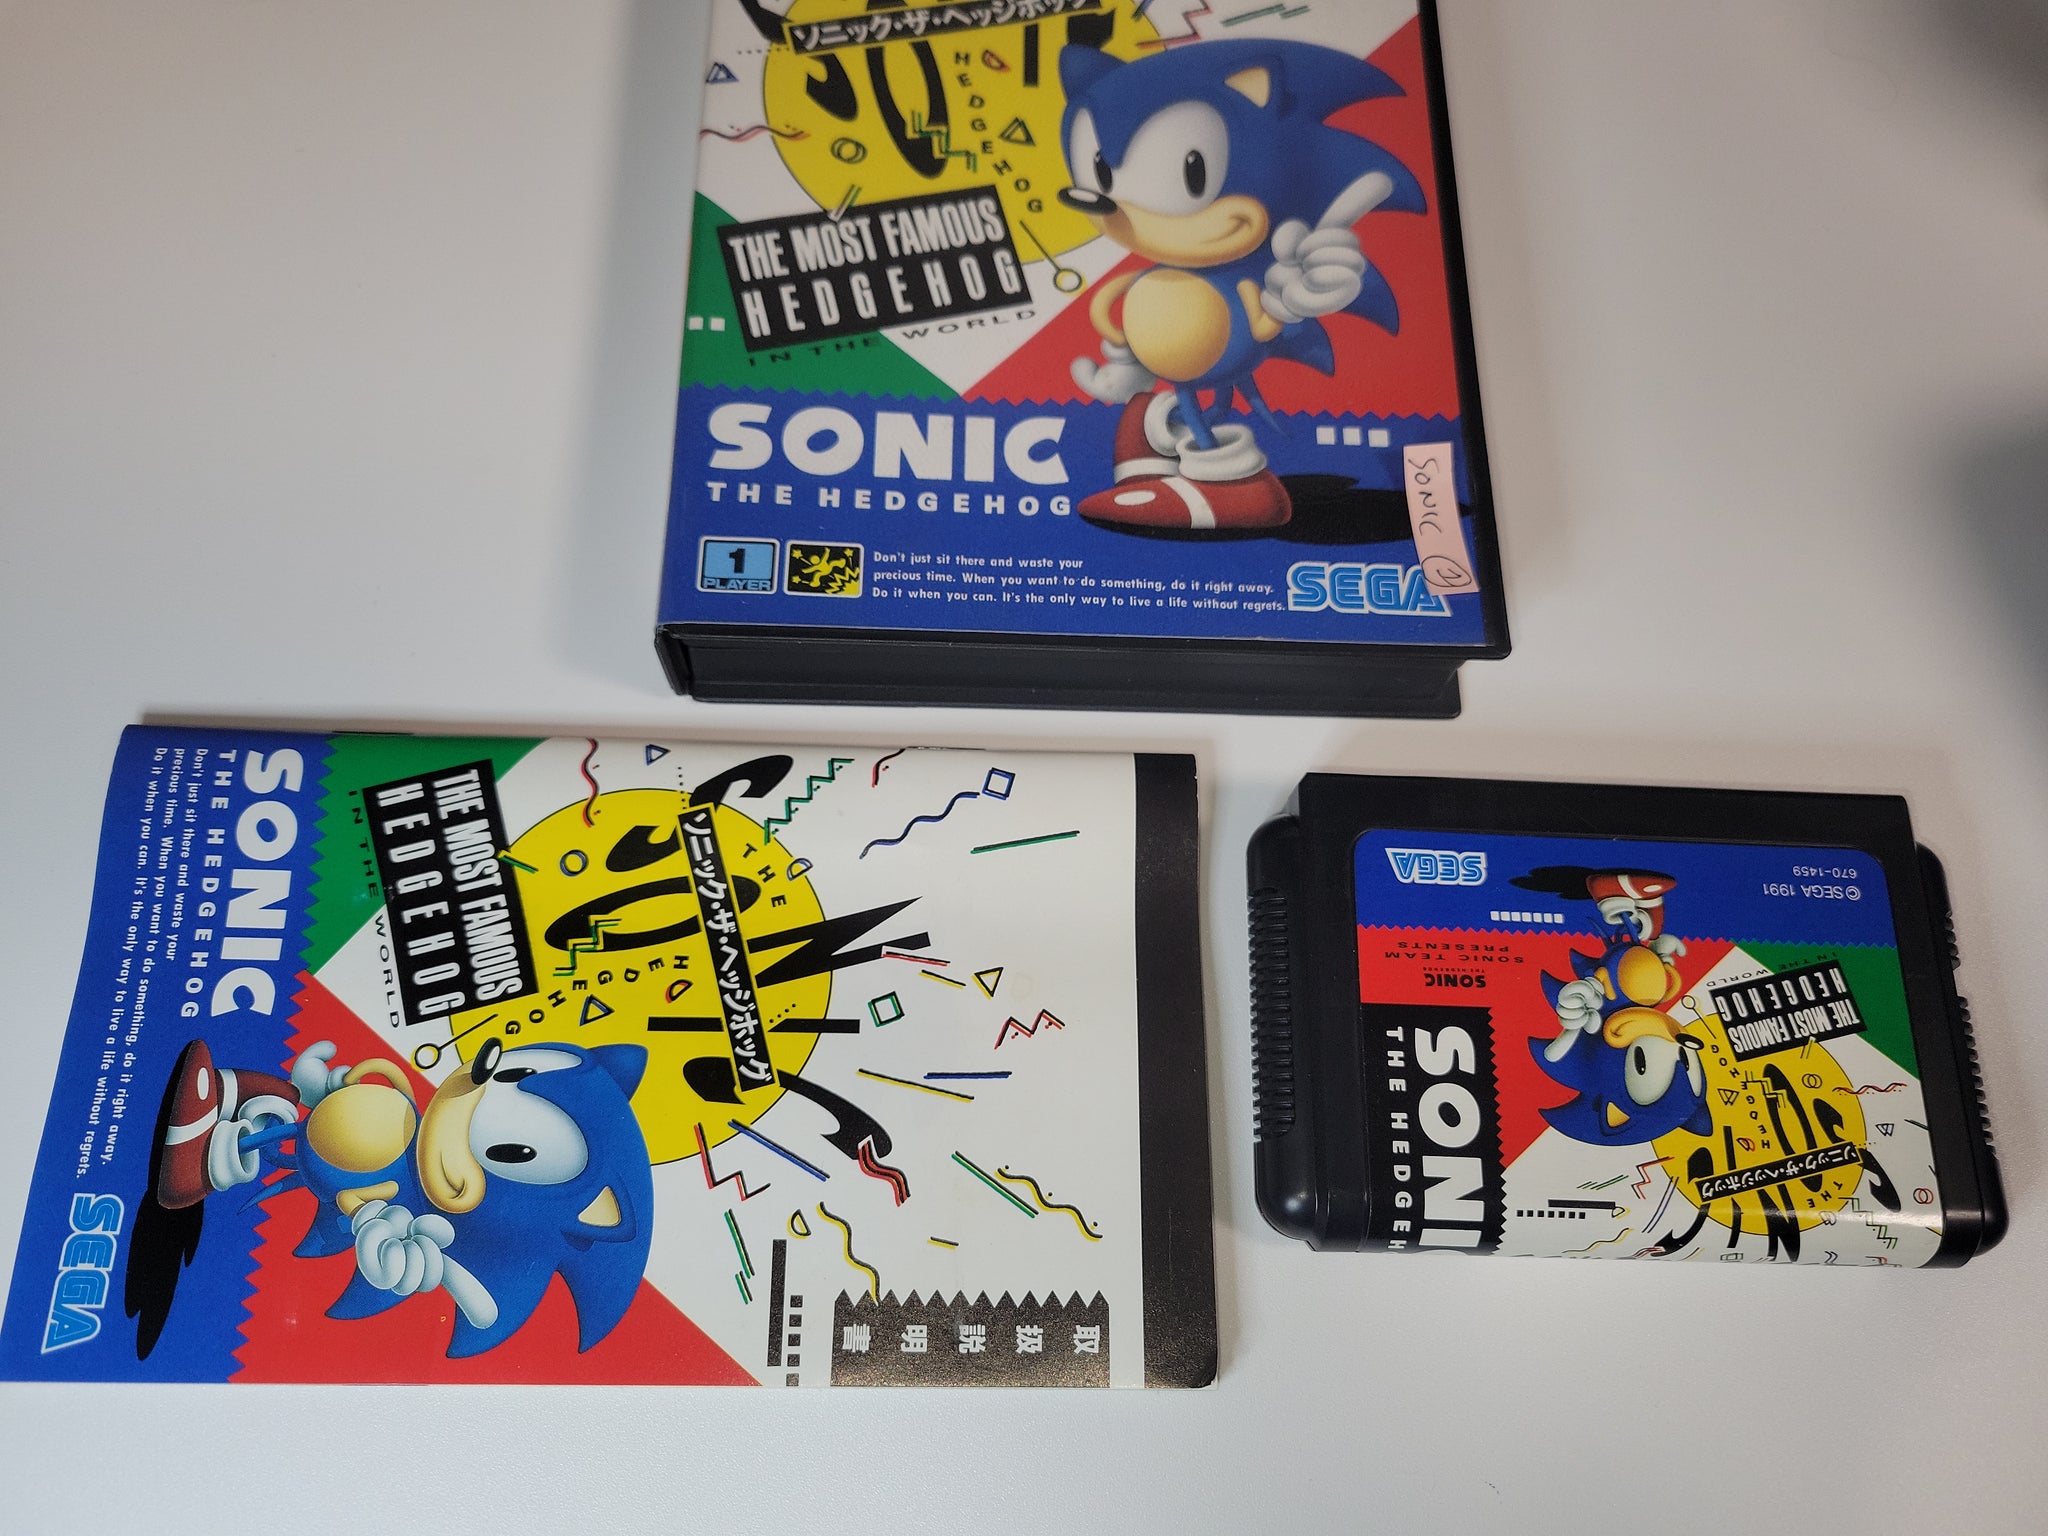 ソニック・ザ・ヘッジホッグ
HEDGEHOG
THE MOST FAMOUS
HEDGEHOG
IN THE WORLD
SONIC
THE HEDGEHOG
1
PLAYER
Don't just sit there and waste your
precious time. When you want to do something, do it right away.
Do it when you can. It's the only way to live a life without regrets.
SEGA
SONIC
THE
ソニック・ザ・ヘッジホッグ
SONIC
HEDGEHOG
THE MOST FAMOUS
HEDGEHOG
IN THE WORLD
SONIC
THE HEDGEHOG
Don't just sit there and waste your
precious time. When you want to do something, do it right away.
Do it when you can. It's the only way to live a life without regrets.
SEGA
取扱説明書
SEGA
©SEGA 1991
670-1459
SONIC TEAM
PRESENTS
SONIC
THE HEDGEHOG
THE MOST FAMOUS
HEDGEHOG
IN THE WORLD
HEDGEHOG
ソニック・ザ・ヘッジホッグ
THE
SONIC
THE HEDGEH